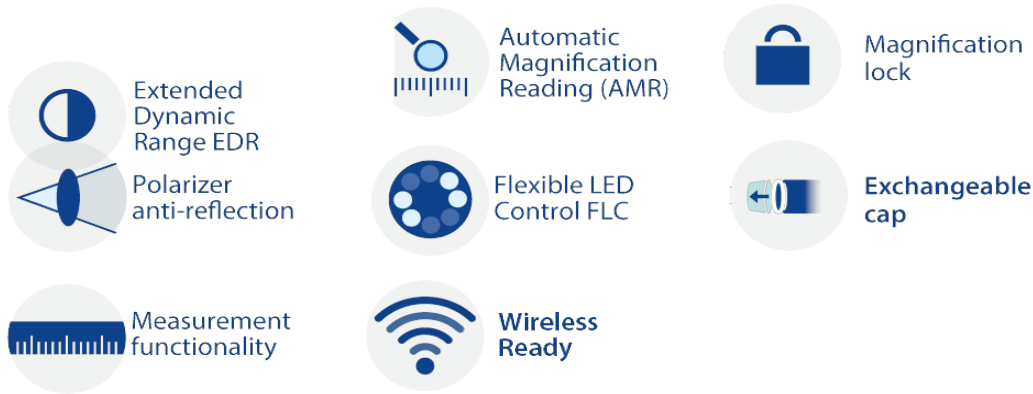 Extended
Dynamic
Range EDR
Polarizer
anti-reflection
Measurement
functionality
Automatic
Magnification
Reading (AMR)
Flexible LED
Control FLC
Wireless
Ready
Magnification
lock
Exchangeable
cap